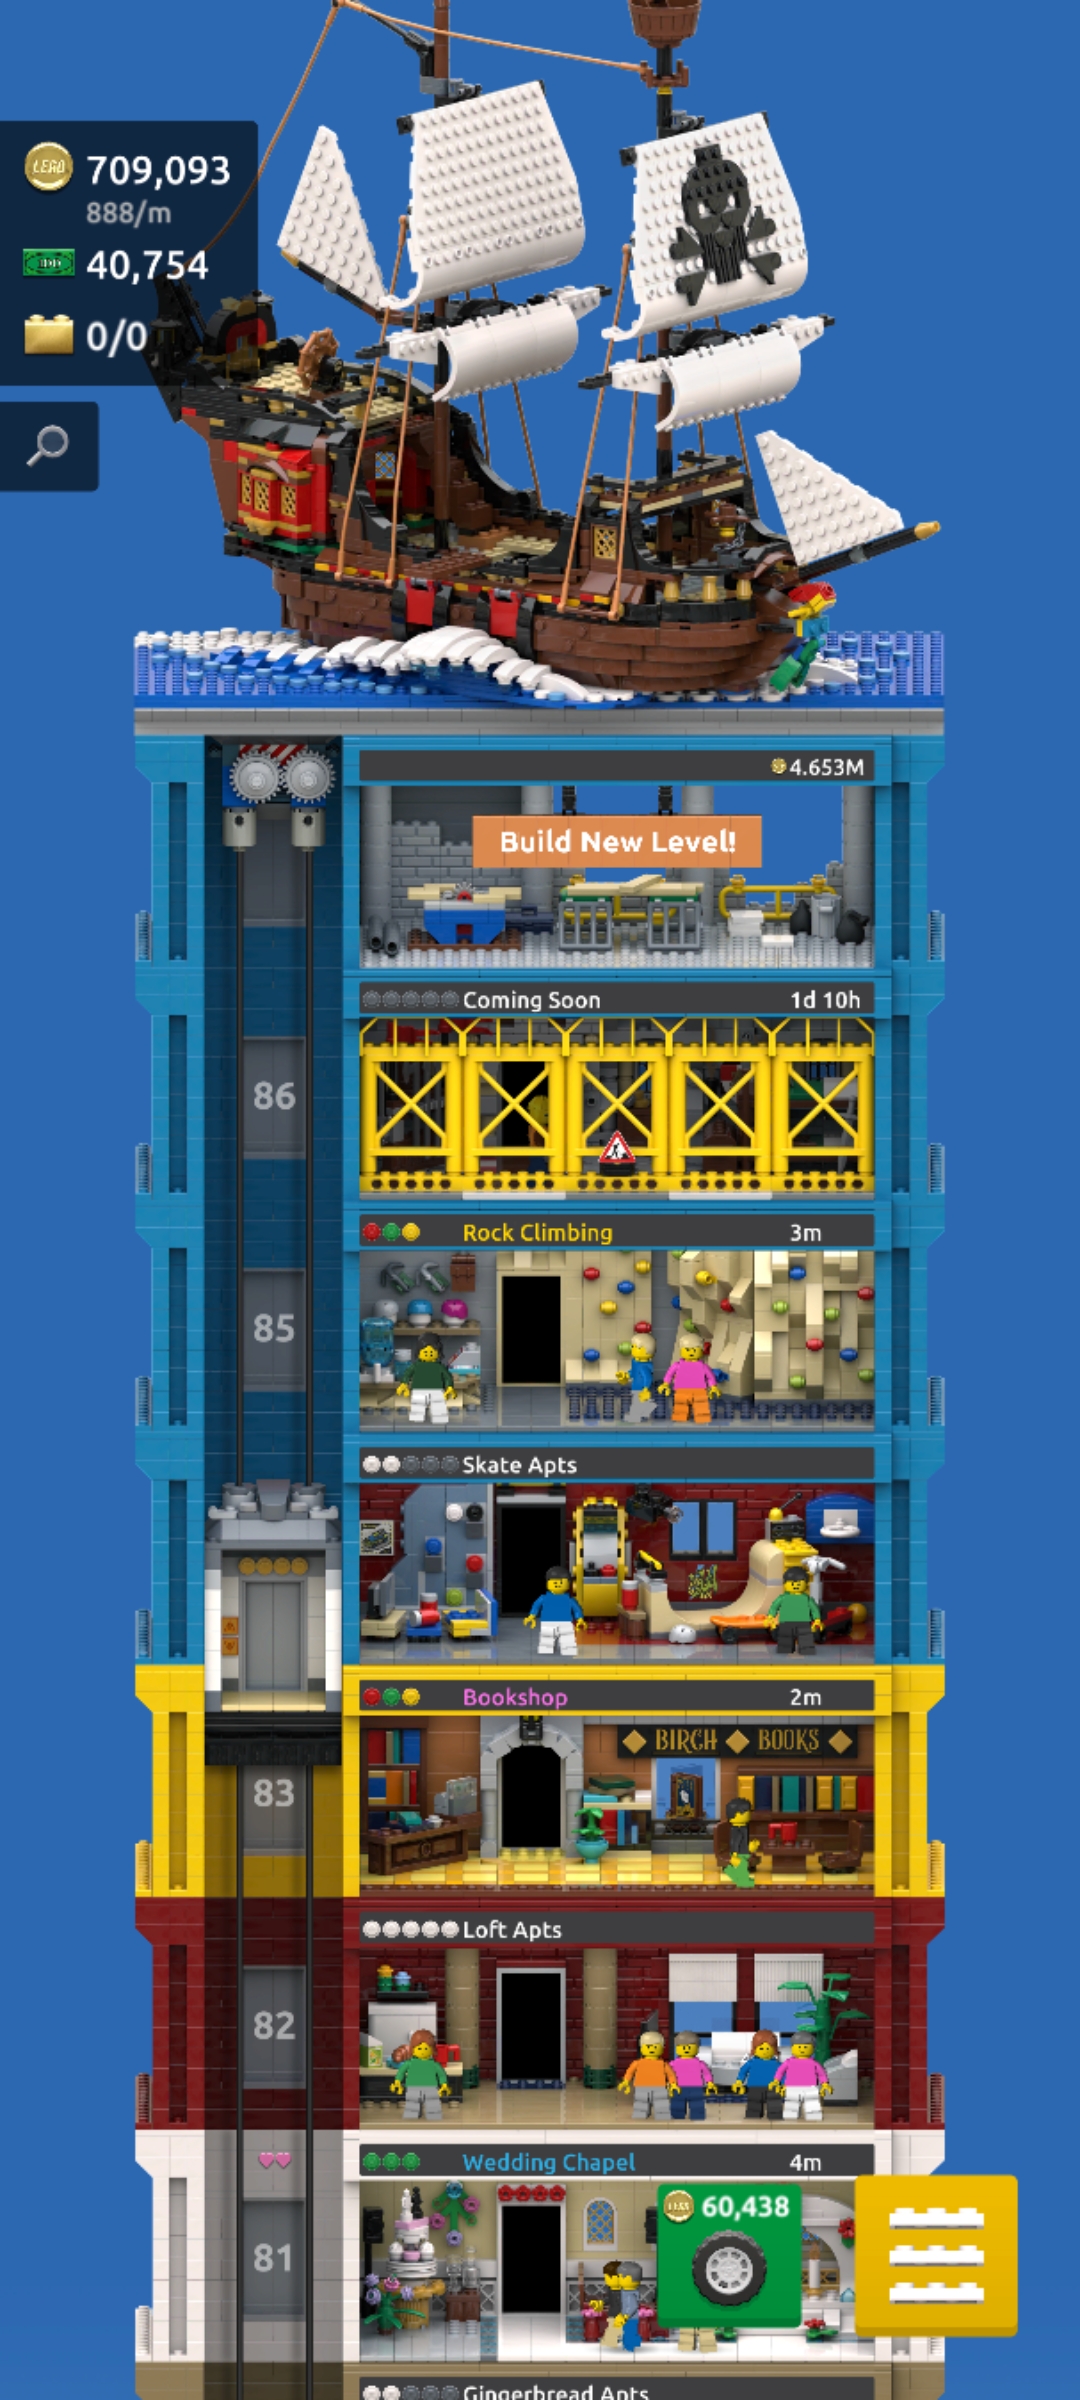 LEGO 709,093
888/m
40,754
0/0
4.653M
Build New Level!
Coming Soon 1d 10h
86
Rock Climbing 3m
85
Skate Apts
Bookshop 2m
BIRCH BOOKS
83
Loft Apts
82
Wedding Chapel 4m
LEGO 60,438
81
Gingerbread Apts